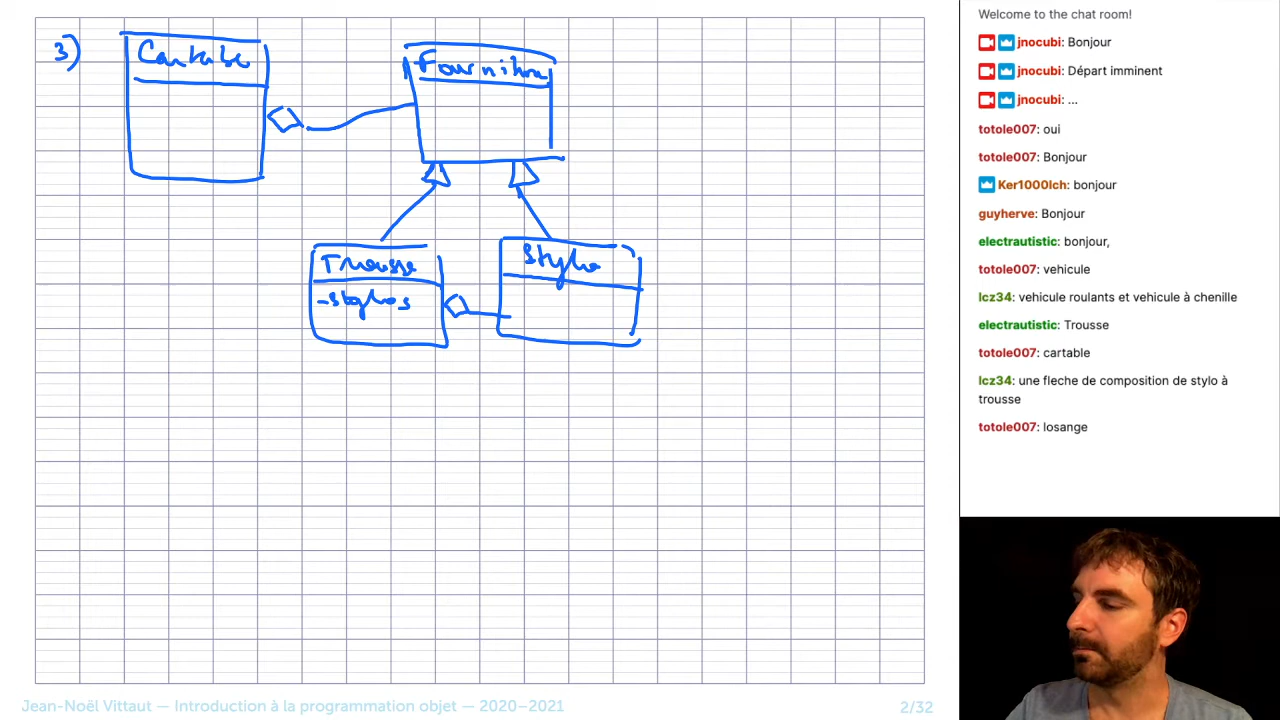 3)
Cartable
Fourniture
Trousse
-stylos
Stylo
Jean-Noël Vittaut — Introduction à la programmation objet — 2020–2021
2/32
Welcome to the chat room!
jnocubi: Bonjour
jnocubi: Départ imminent
jnocubi: ...
totole007: oui
totole007: Bonjour
Ker1000lch: bonjour
guyherve: Bonjour
electrautistic: bonjour,
totole007: vehicule
lcz34: vehicule roulants et vehicule à chenille
electrautistic: Trousse
totole007: cartable
lcz34: une fleche de composition de stylo à
trousse
totole007: losange